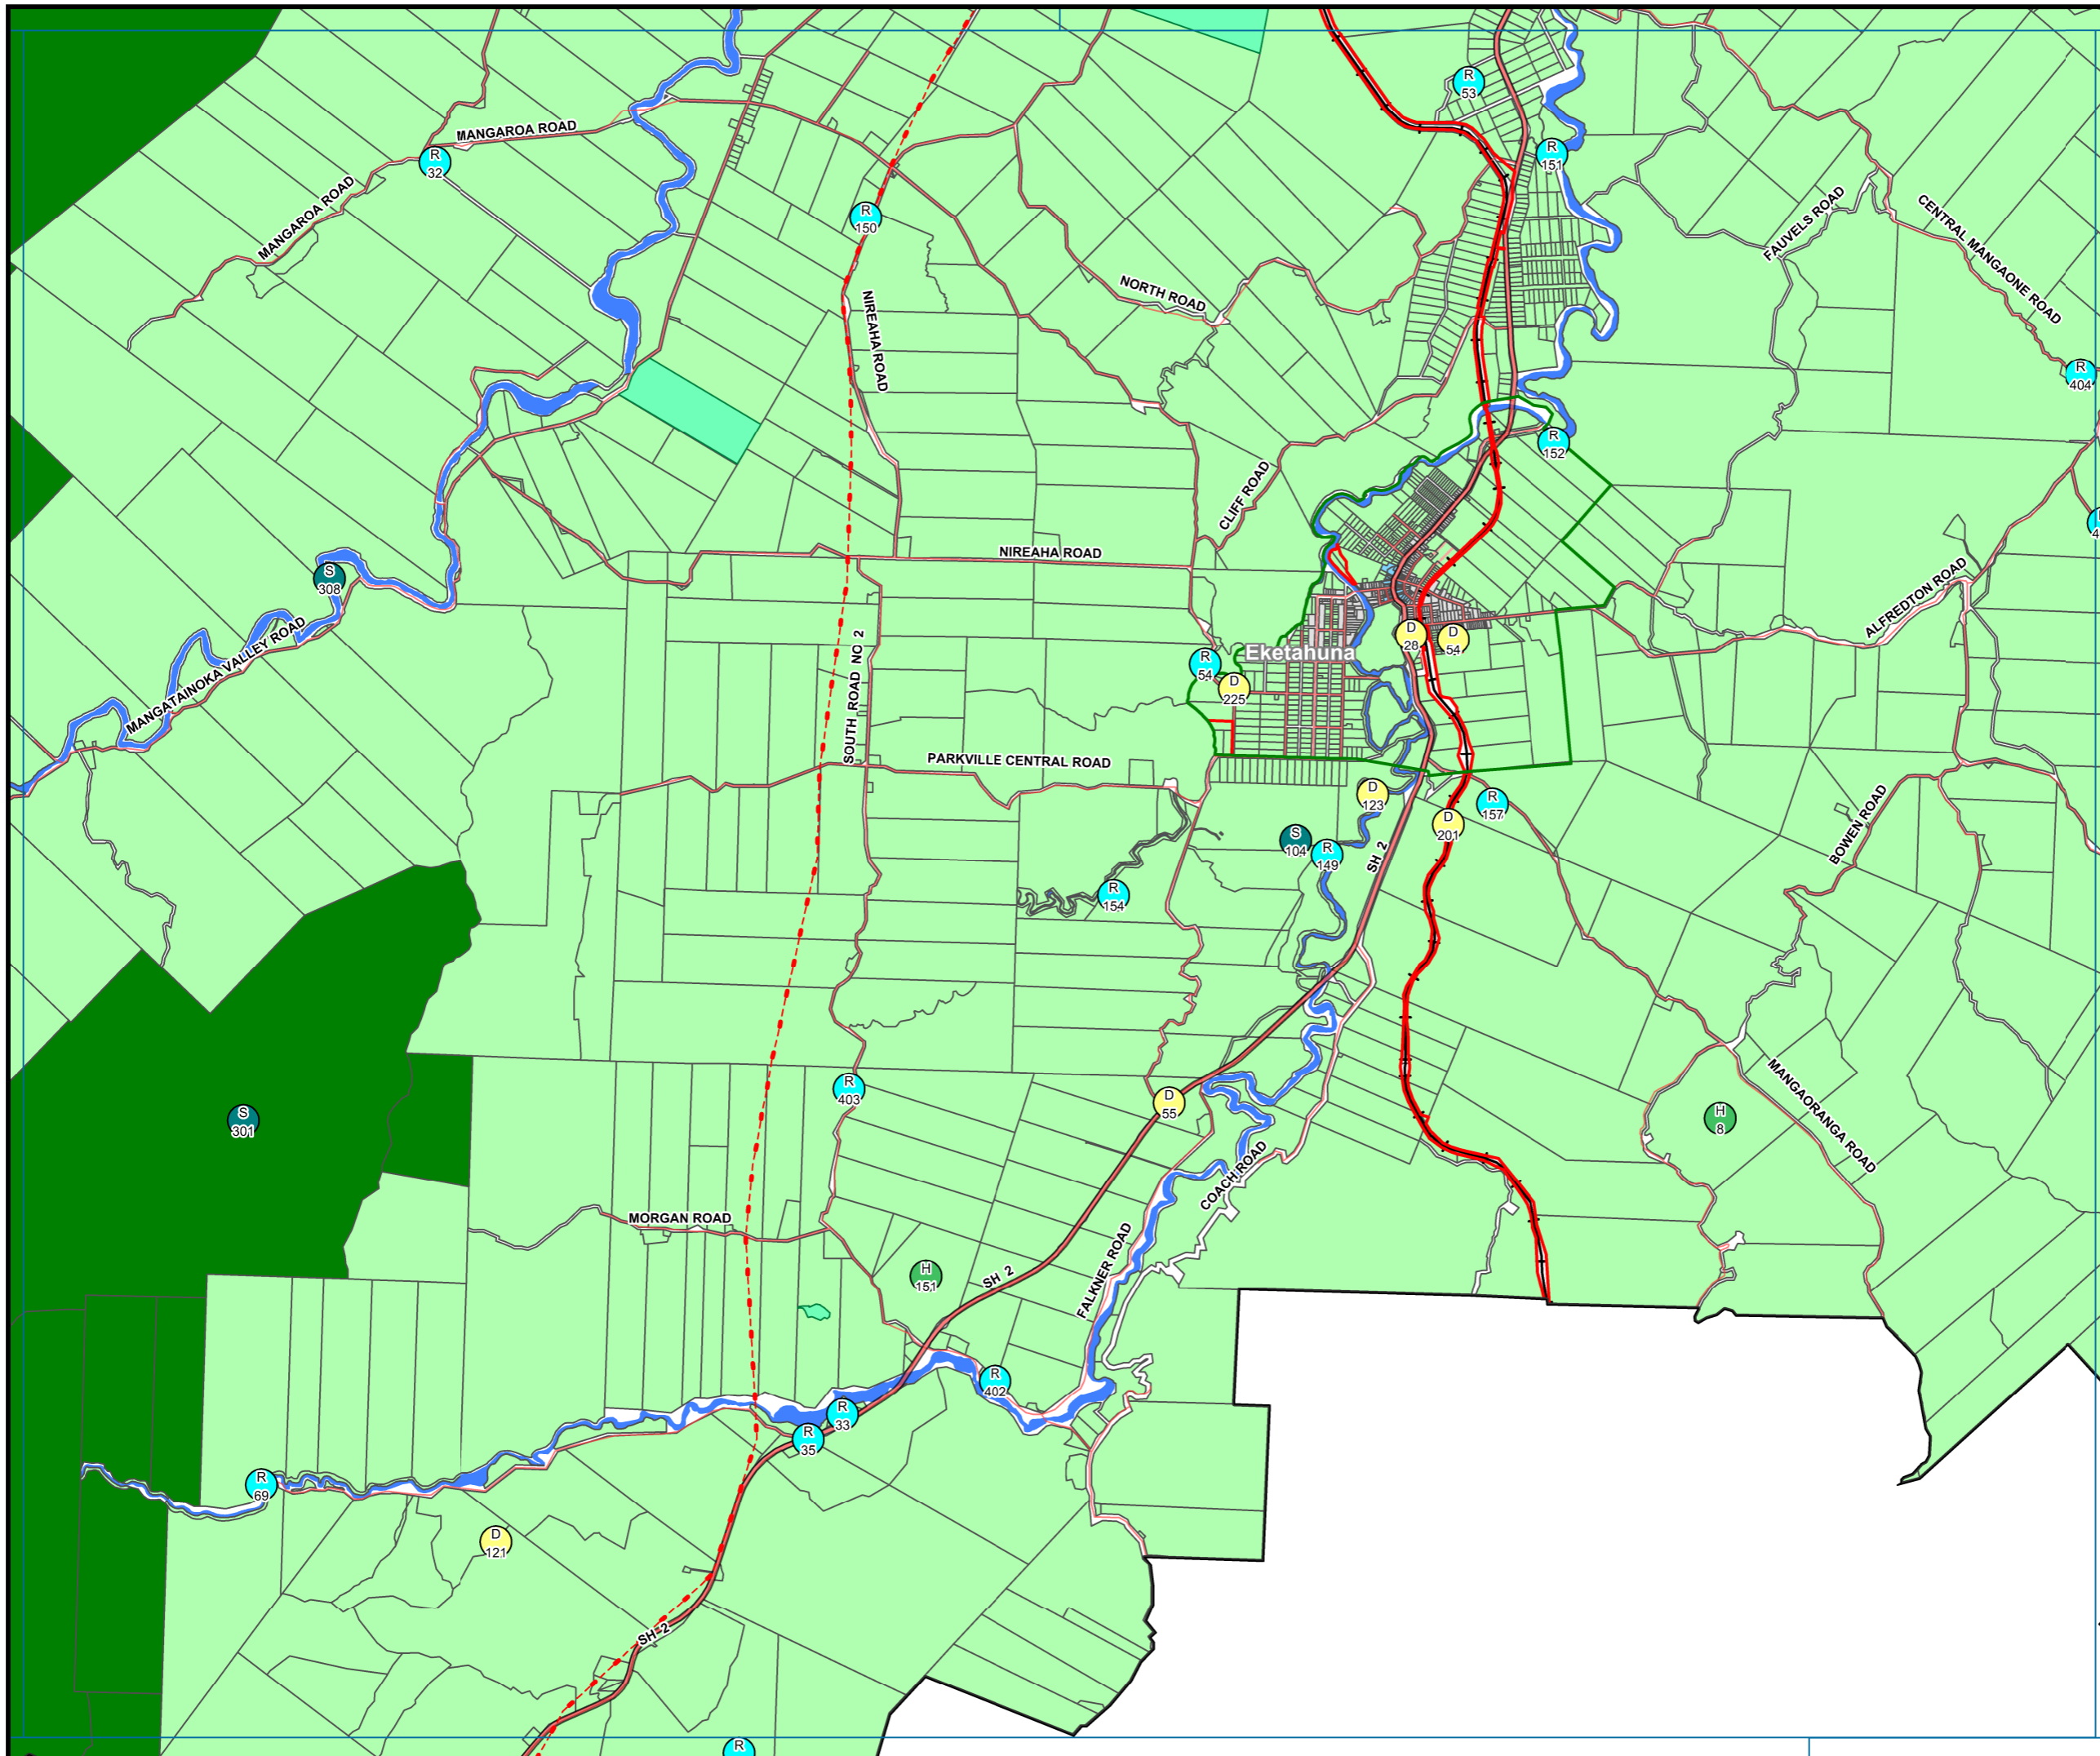 R
53
MANGAROA ROAD
R
151
R
32
MANGAROA ROAD
FAUVELS ROAD
CENTRAL MANGAONE ROAD
R
150
NORTH ROAD
NIREAHA ROAD
R
404
R
152
CLIFF ROAD
NIREAHA ROAD
S
308
ALFREDTON ROAD
MANGATAINOKA VALLEY ROAD
SOUTH ROAD NO 2
D
28
D
54
Eketahuna
R
54
D
225
PARKVILLE CENTRAL ROAD
D
123
R
157
D
201
BOWEN ROAD
S
104
R
149
SH 2
R
154
R
403
D
55
MANGAORANGA ROAD
S
301
H
8
COACH ROAD
MORGAN ROAD
FALKNER ROAD
H
151
SH 2
R
402
R
33
R
35
R
69
D
121
SH 2
R